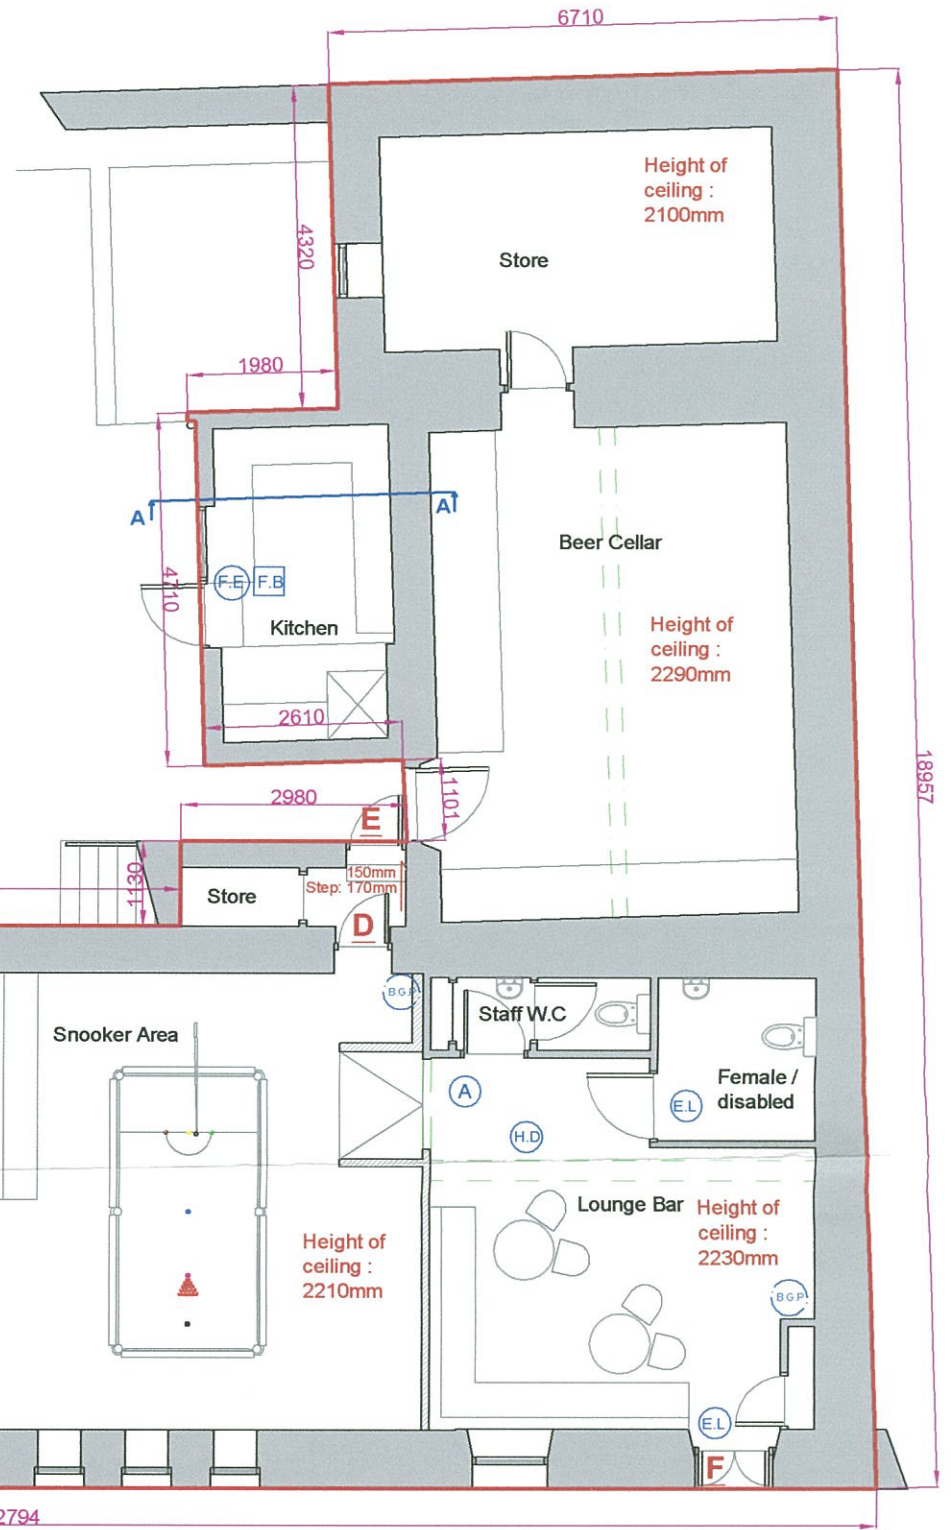 6710
Height of
ceiling :
2100mm
4320
Store
1980
A
A
Beer Cellar
4710
F.E
F.B
Kitchen
Height of
ceiling :
2290mm
2610
18957
2980
1101
E
1130
150mm
Step: 170mm
Store
D
B.G.P
Staff W.C
Snooker Area
Female /
disabled
A
E.L
H.D
Lounge Bar
Height of
ceiling :
2230mm
Height of
ceiling :
2210mm
B.G.P
E.L
F
2794